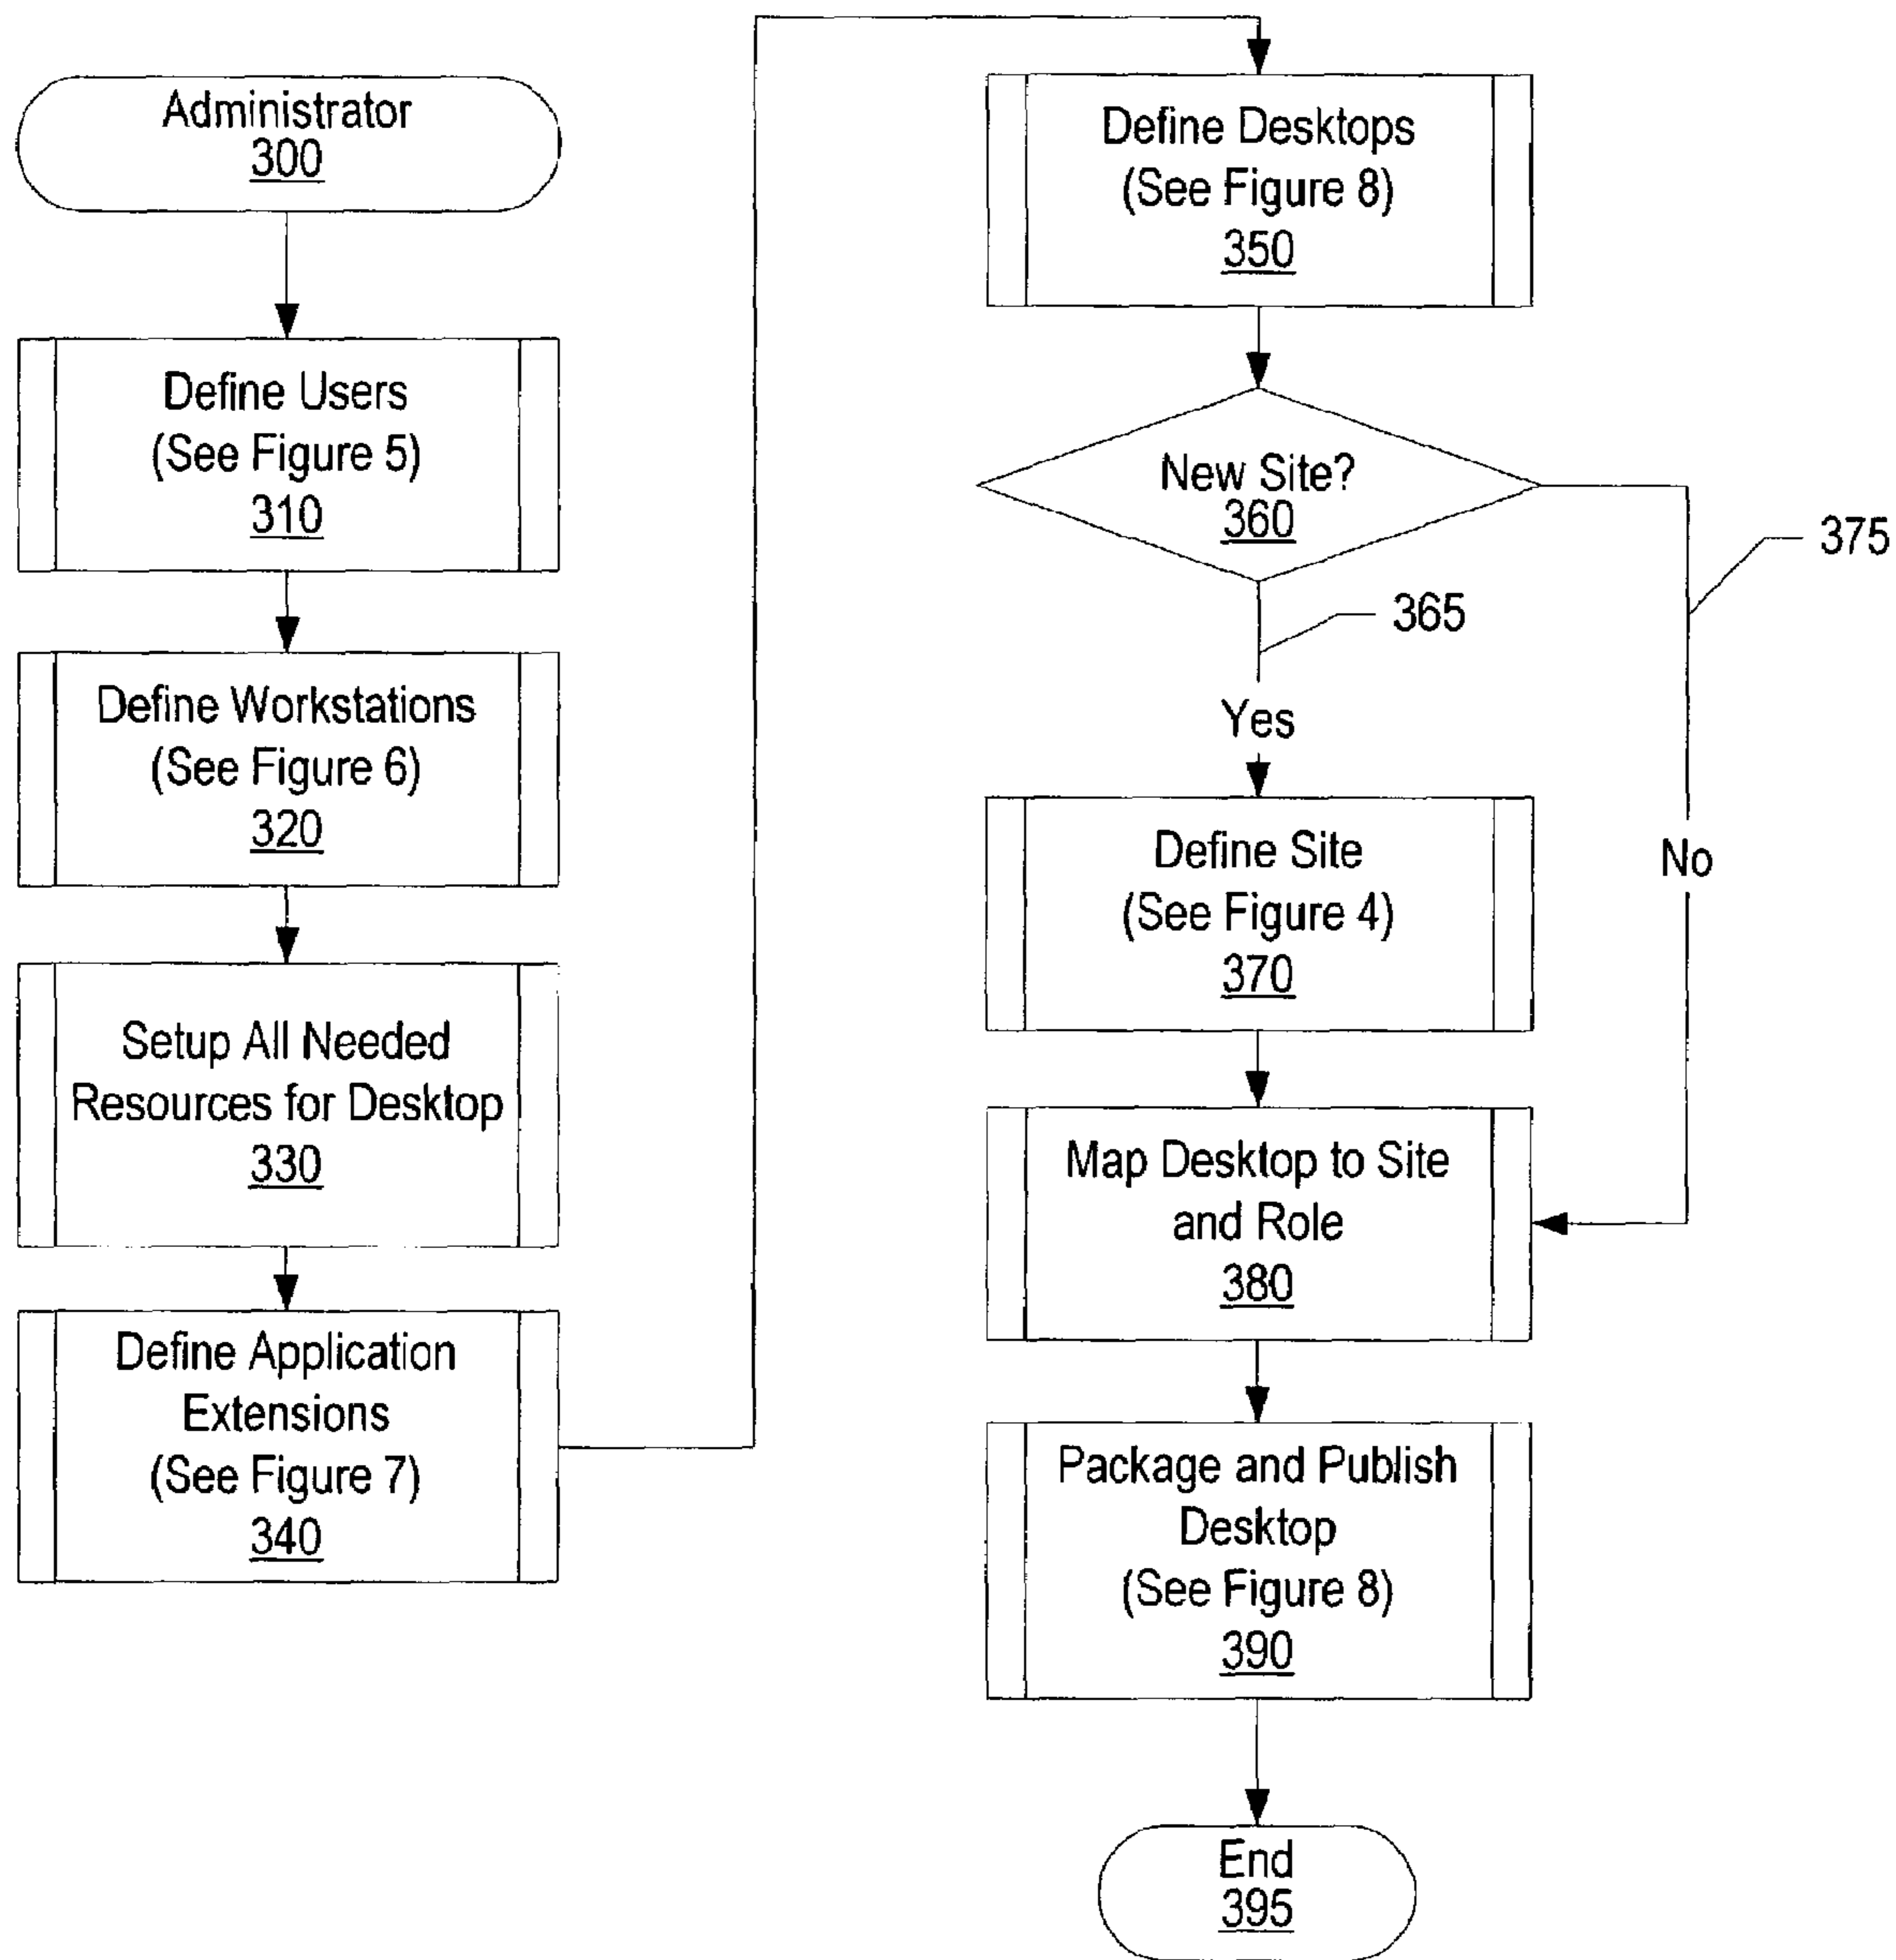 Administrator
300
Define Users
(See Figure 5)
310
Define Workstations
(See Figure 6)
320
Setup All Needed
Resources for Desktop
330
Define Application
Extensions
(See Figure 7)
340
Define Desktops
(See Figure 8)
350
New Site?
360
375
365
Yes
No
Define Site
(See Figure 4)
370
Map Desktop to Site
and Role
380
Package and Publish
Desktop
(See Figure 8)
390
End
395